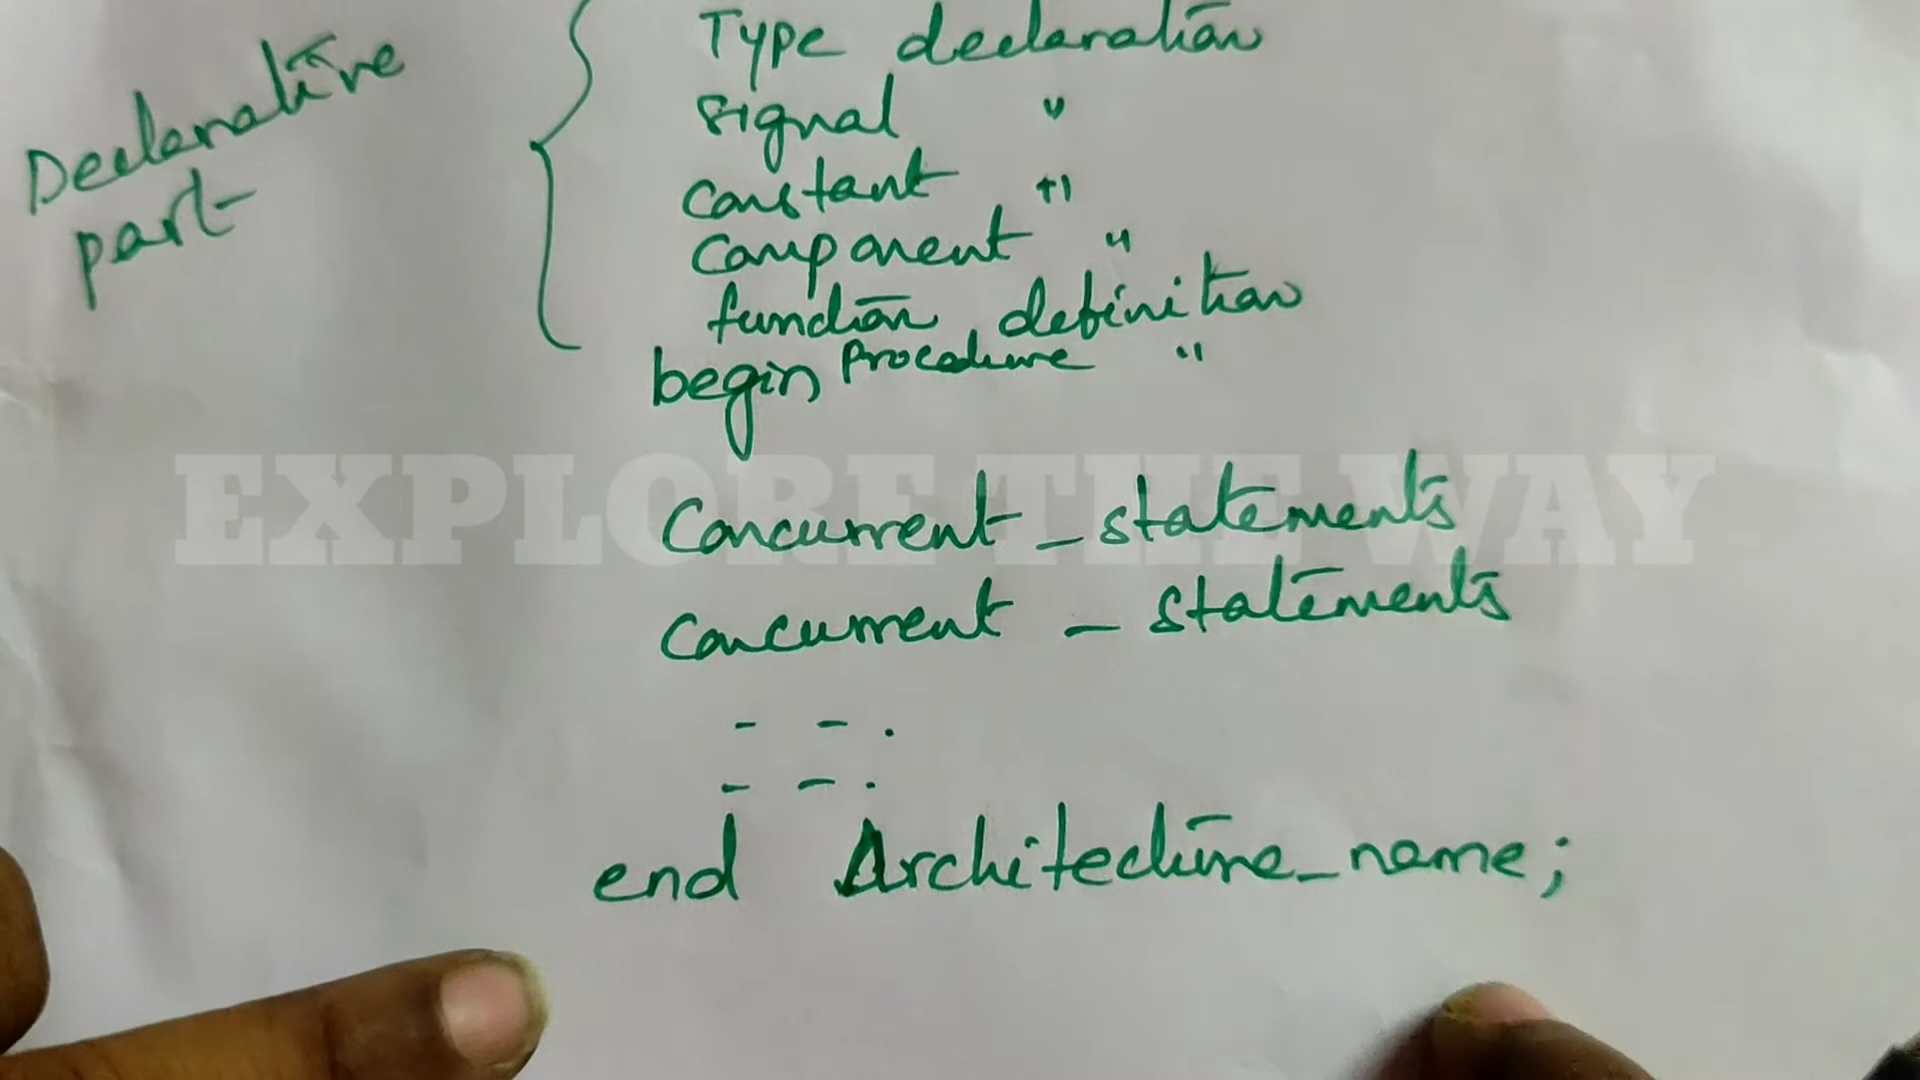 Declarative
part
Type declaration
signal "
constant "
component "
function definition
Procedure "
begin
EXPLORE THE WAY
Concurrent_statements
Concurrent_statements
- - .
- - .
end Architecture_name;